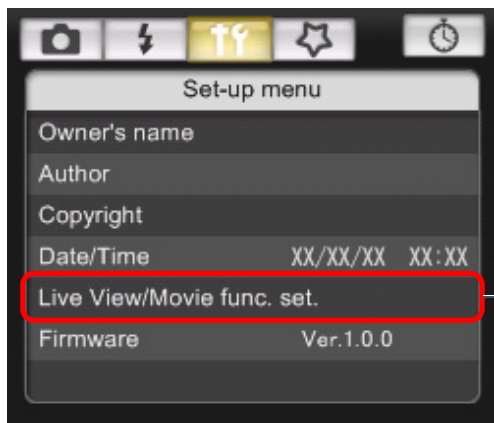 Set-up menu
Owner's name
Author
Copyright
Date/Time XX/XX/XX XX:XX
Live View/Movie func. set.
Firmware Ver.1.0.0